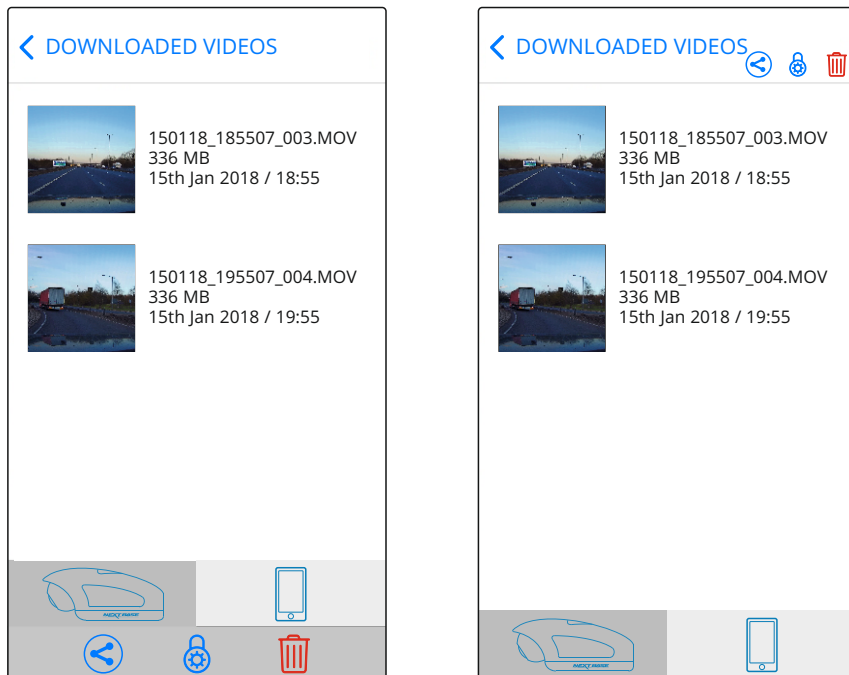 DOWNLOADED VIDEOS
150118_185507_003.MOV
336 MB
15th Jan 2018 / 18:55
150118_195507_004.MOV
336 MB
15th Jan 2018 / 19:55
NEXTBASE
DOWNLOADED VIDEOS
150118_185507_003.MOV
336 MB
15th Jan 2018 / 18:55
150118_195507_004.MOV
336 MB
15th Jan 2018 / 19:55
NEXTBASE